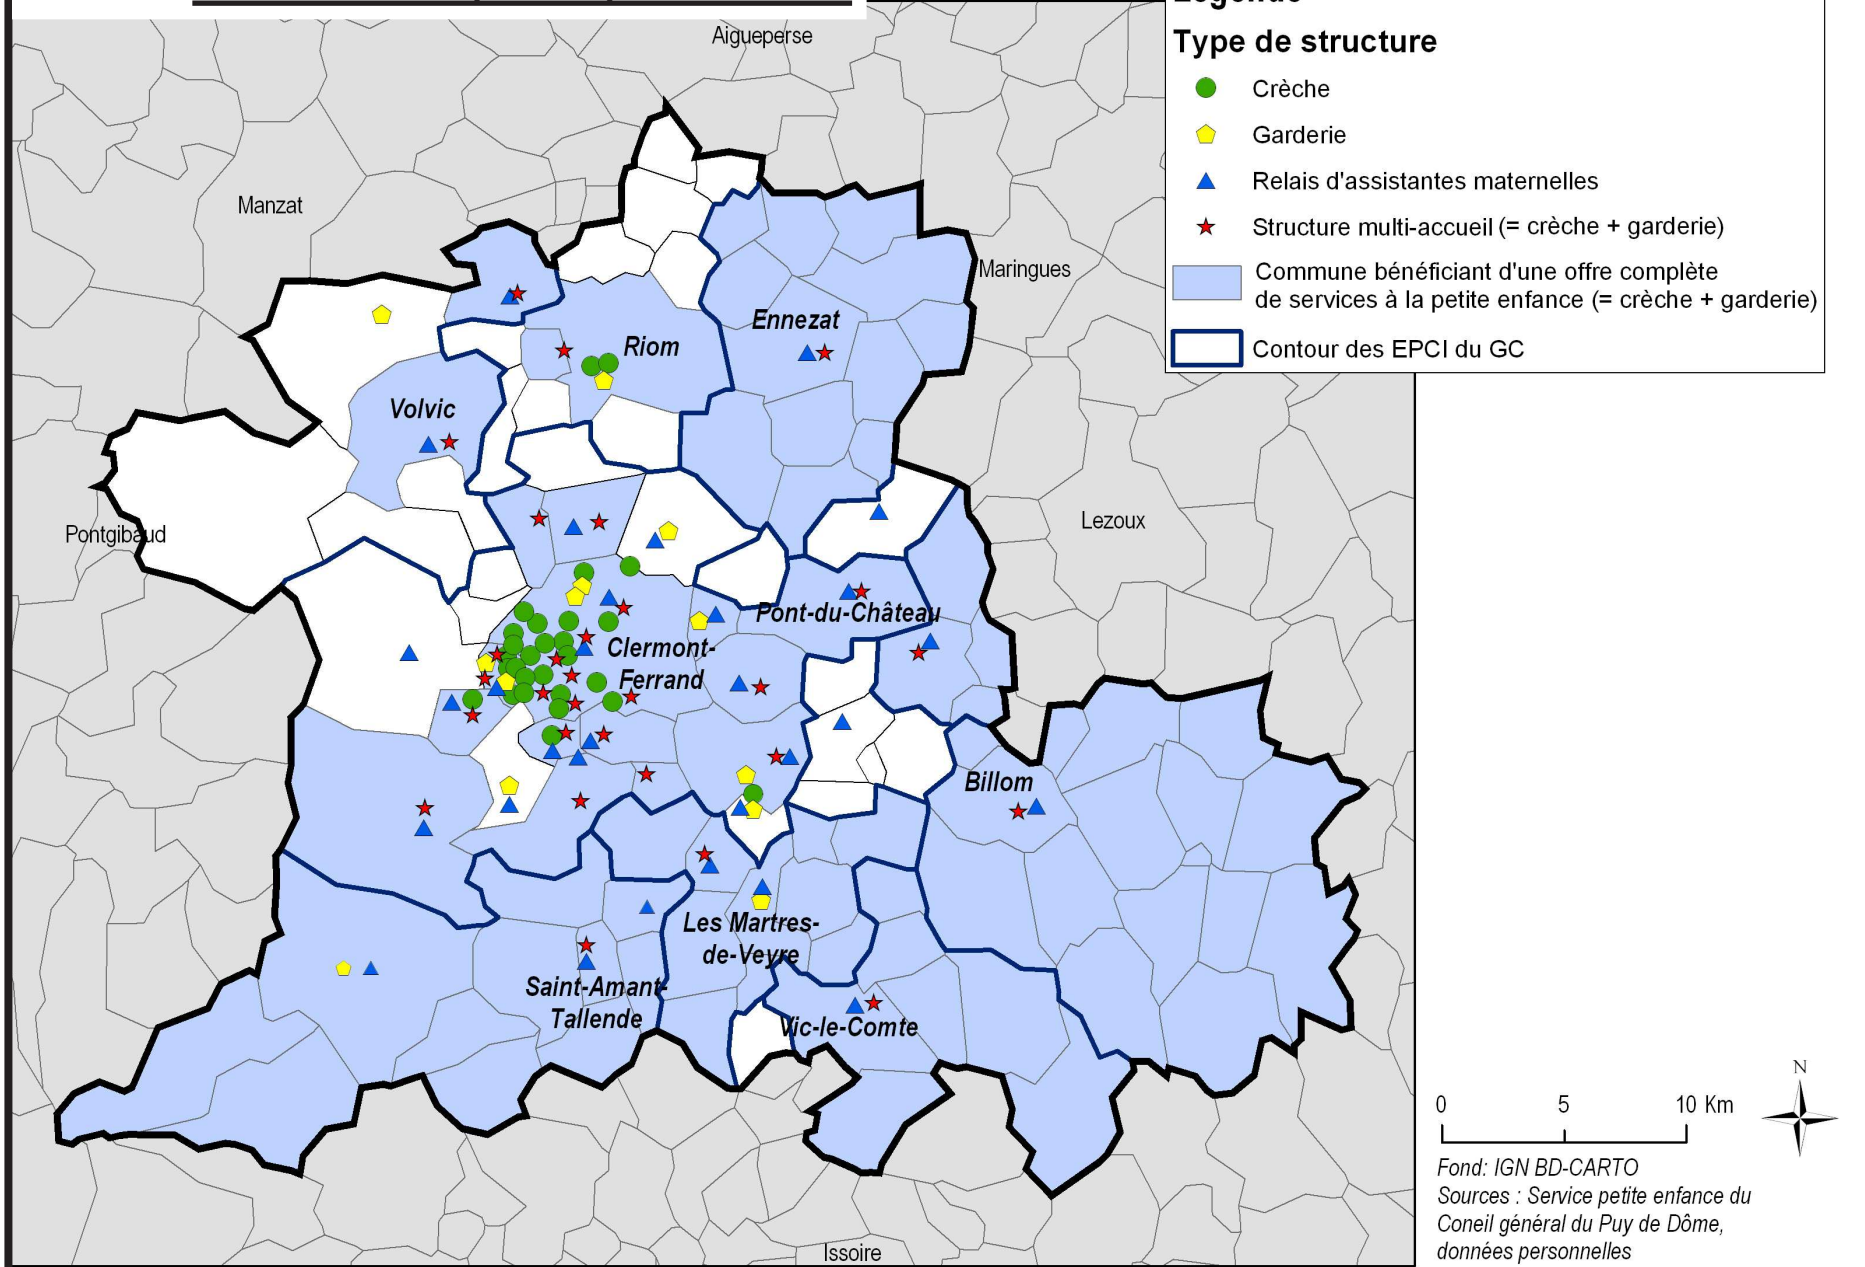 Légende
Type de structure
Crèche
Garderie
Relais d'assistantes maternelles
Structure multi-accueil (= crèche + garderie)
Commune bénéficiant d'une offre complète
de services à la petite enfance (= crèche + garderie)
Contour des EPCI du GC
Aigueperse
Manzat
Maringues
Ennezat
Riom
Volvic
Pontgibaud
Lezoux
Pont-du-Château
Clermont-
Ferrand
Billom
Les Martres-
de-Veyre
Saint-Amant-
Tallende
Vic-le-Comte
Issoire
N
0 5 10 Km
Fond: IGN BD-CARTO
Sources : Service petite enfance du
Coneil général du Puy de Dôme,
données personnelles